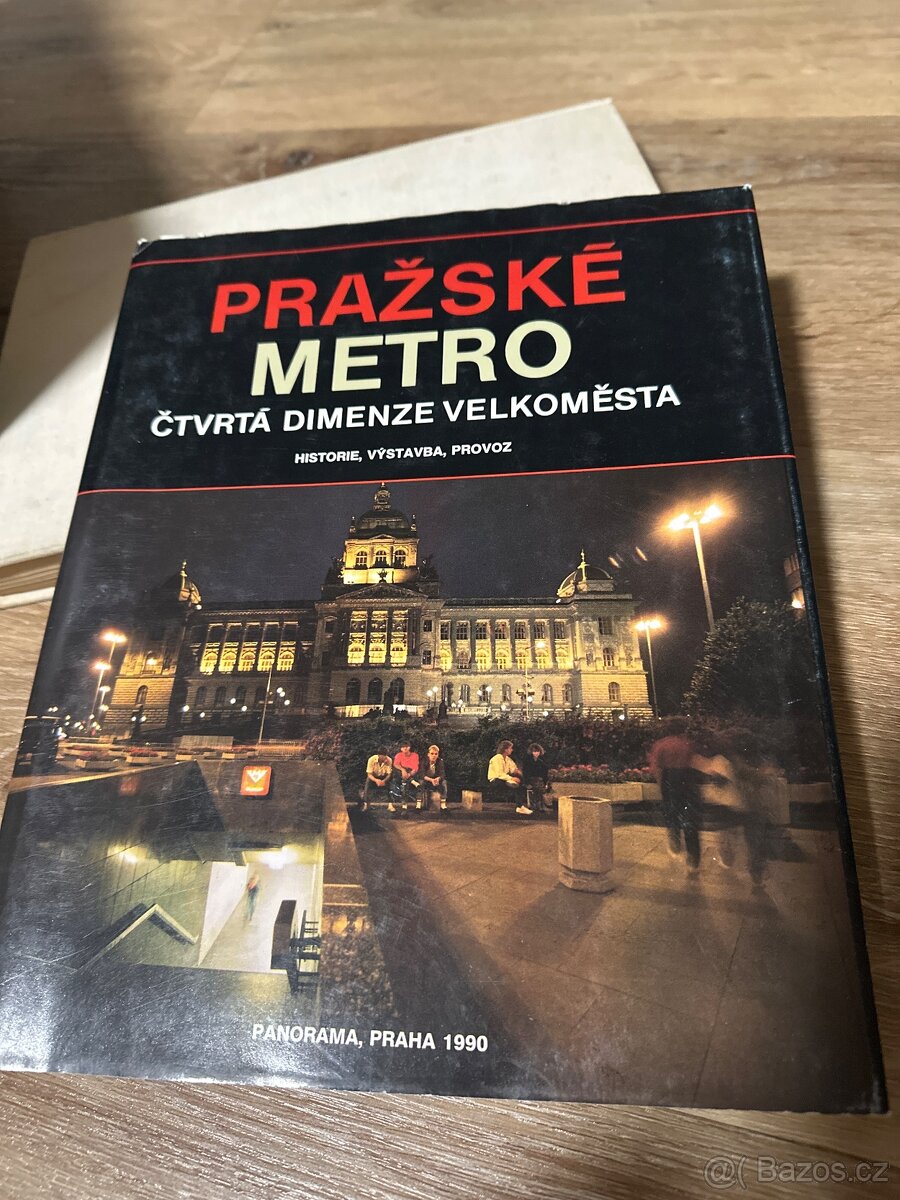 PRAŽSKÉ
METRO
ČTVRTÁ DIMENZE VELKOMĚSTA
HISTORIE, VÝSTAVBA, PROVOZ
PANORAMA, PRAHA 1990
@( Bazos.cz